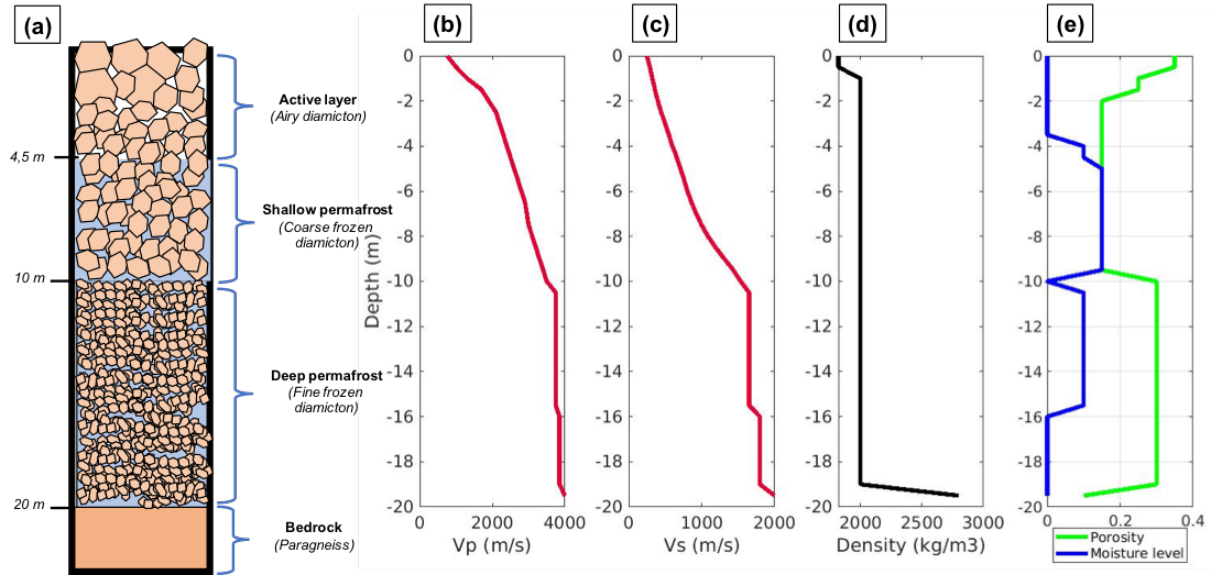 (a)
(b)
(c)
(d)
(e)
Active layer
(Airy diamicton)
4,5 m
Shallow permafrost
(Coarse frozen
diamicton)
10 m
Deep permafrost
(Fine frozen
diamicton)
20 m
Bedrock
(Paragneiss)
0
-2
-4
-6
-8
-10
-12
-14
-16
-18
-20
Depth (m)
0 2000 4000
Vp (m/s)
0
-2
-4
-6
-8
-10
-12
-14
-16
-18
-20
0 1000 2000
Vs (m/s)
0
-2
-4
-6
-8
-10
-12
-14
-16
-18
-20
2000 2500 3000
Density (kg/m3)
0
-2
-4
-6
-8
-10
-12
-14
-16
-18
-20
0 0.2 0.4
Porosity
Moisture level